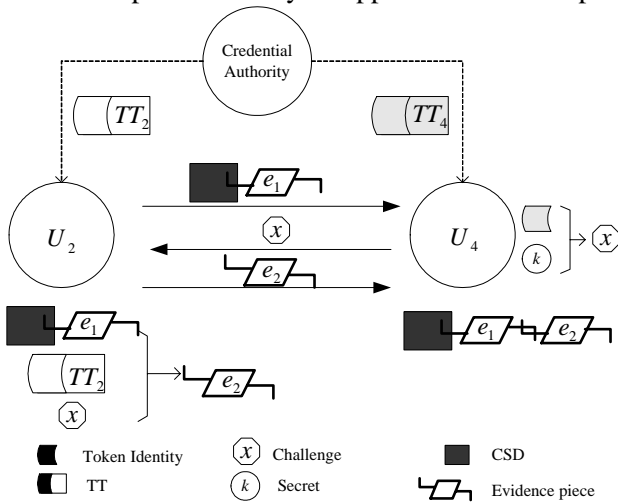 Credential
Authority
TT2
TT4
e1
x
U2
U4
k
x
e2
e1
e1
e2
TT2
e2
x
Token Identity
x
Challenge
CSD
TT
k
Secret
Evidence piece